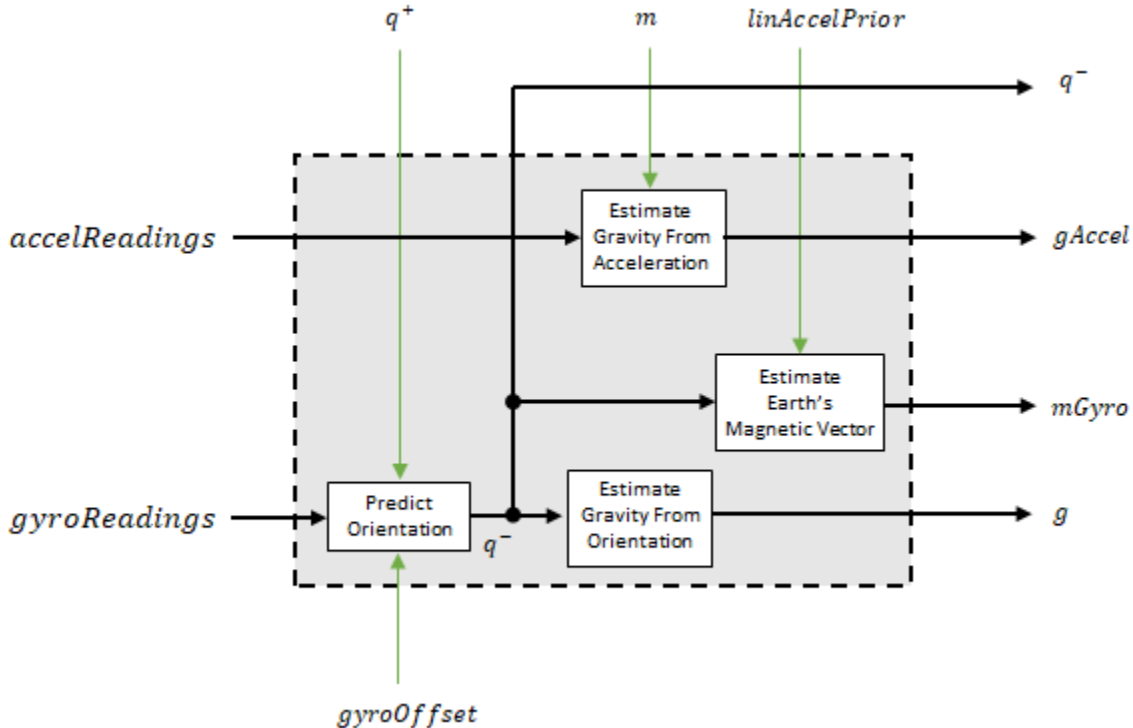 q⁺
m
linAccelPrior
q⁻
accelReadings
Estimate
Gravity From
Acceleration
gAccel
Estimate
Earth's
Magnetic Vector
mGyro
gyroReadings
Predict
Orientation
q⁻
Estimate
Gravity From
Orientation
g
gyroOffset